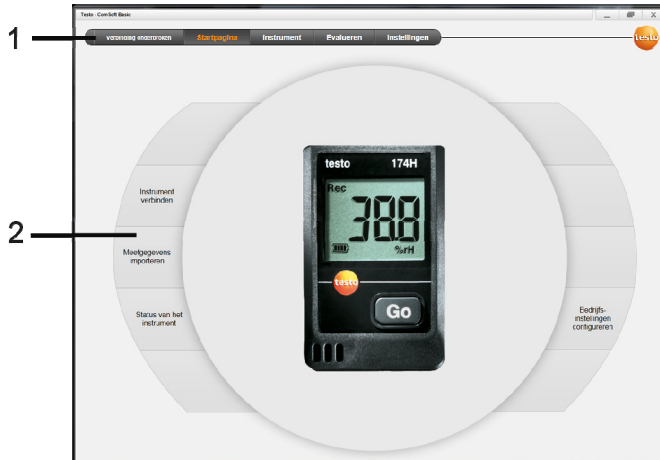 Testo - ComSoft Basic
1
Verbinding onderbroken Startpagina Instrument Evalueren Instellingen
testo
testo 174H
Rec
38.8
%rH
testo
Go
2
Instrument
verbinden
Meetgegevens
importeren
Status van het
instrument
Bedrijfs-
instellingen
configureren